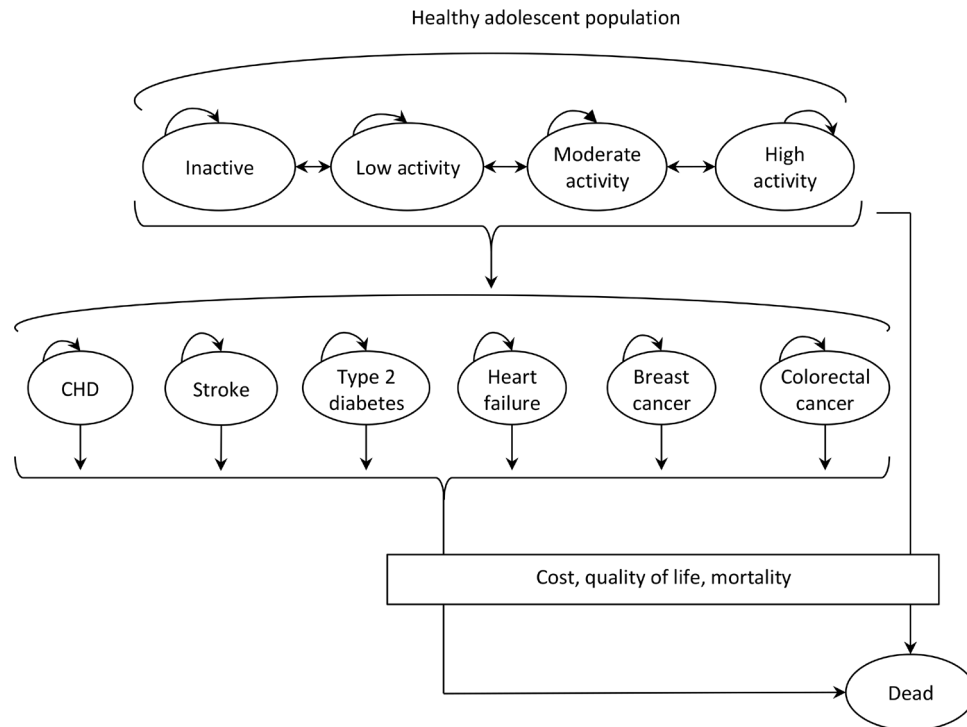 Healthy adolescent population
Inactive
Low activity
Moderate
activity
High
activity
CHD
Stroke
Type 2
diabetes
Heart
failure
Breast
cancer
Colorectal
cancer
Cost, quality of life, mortality
Dead